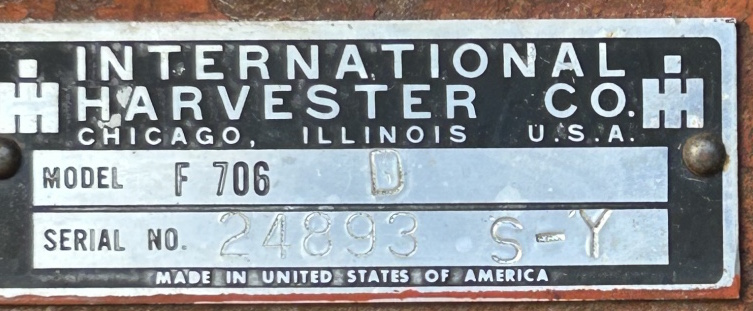 INTERNATIONAL
HARVESTER CO.
CHICAGO, ILLINOIS U.S.A.
MODEL F 706 D
SERIAL NO. 24893 S-Y
MADE IN UNITED STATES OF AMERICA